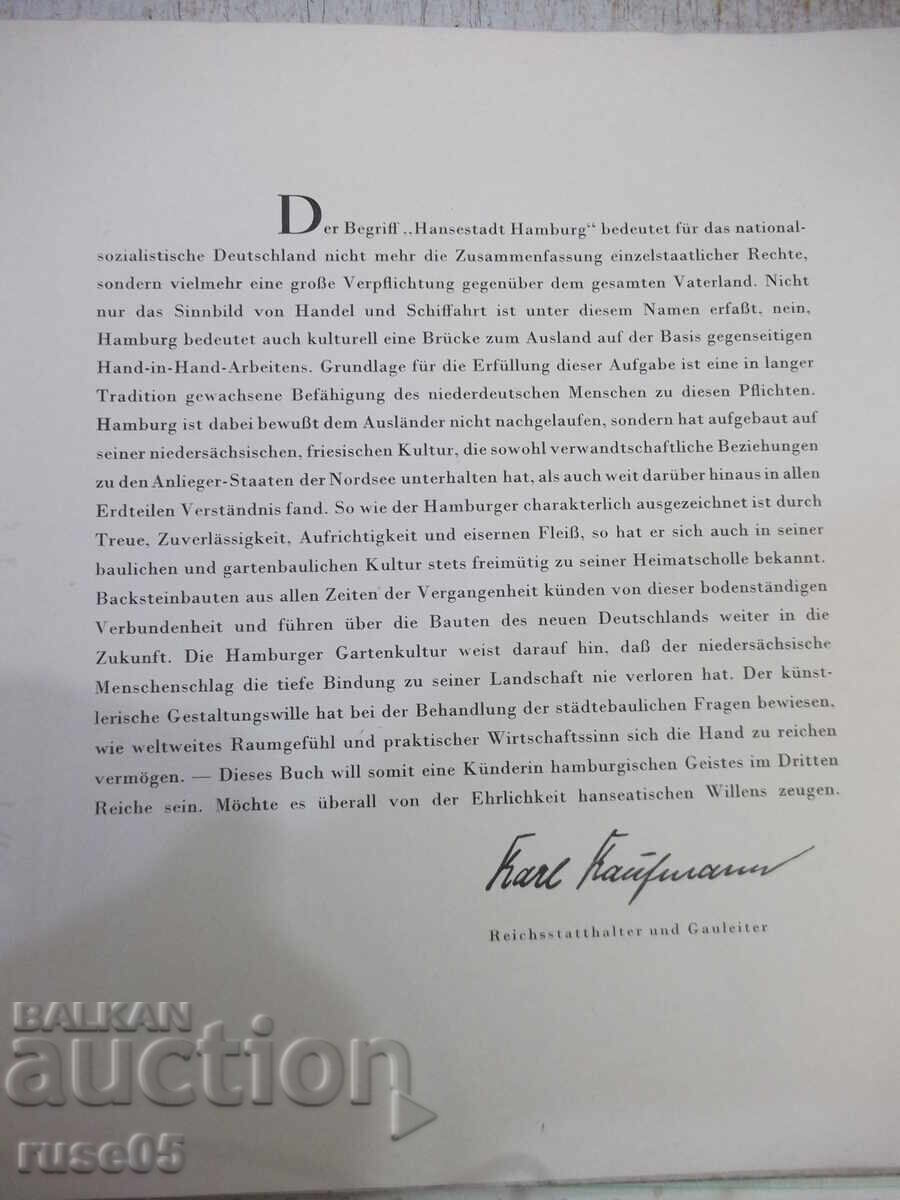 Der Begriff „Hansestadt Hamburg“ bedeutet für das national-
sozialistische Deutschland nicht mehr die Zusammenfassung einzelstaatlicher Rechte,
sondern vielmehr eine große Verpflichtung gegenüber dem gesamten Vaterland. Nicht
nur das Sinnbild von Handel und Schiffahrt ist unter diesem Namen erfaßt, nein,
Hamburg bedeutet auch kulturell eine Brücke zum Ausland auf der Basis gegenseitigen
Hand-in-Hand-Arbeitens. Grundlage für die Erfüllung dieser Aufgabe ist eine in langer
Tradition gewachsene Befähigung des niederdeutschen Menschen zu diesen Pflichten.
Hamburg ist dabei bewußt dem Ausländer nicht nachgelaufen, sondern hat aufgebaut auf
seiner niedersächsischen, friesischen Kultur, die sowohl verwandtschaftliche Beziehungen
zu den Anlieger-Staaten der Nordsee unterhalten hat, als auch weit darüber hinaus in allen
Erdteilen Verständnis fand. So wie der Hamburger charakterlich ausgezeichnet ist durch
Treue, Zuverlässigkeit, Aufrichtigkeit und eisernen Fleiß, so hat er sich auch in seiner
baulichen und gartenbaulichen Kultur stets freimütig zu seiner Heimatscholle bekannt.
Backsteinbauten aus allen Zeiten der Vergangenheit künden von dieser bodenständigen
Verbundenheit und führen über die Bauten des neuen Deutschlands weiter in die
Zukunft. Die Hamburger Gartenkultur weist darauf hin, daß der niedersächsische
Menschenschlag die tiefe Bindung zu seiner Landschaft nie verloren hat. Der künst-
lerische Gestaltungswille hat bei der Behandlung der städtebaulichen Fragen bewiesen,
wie weltweites Raumgefühl und praktischer Wirtschaftssinn sich die Hand zu reichen
vermögen. — Dieses Buch will somit eine Künderin hamburgischen Geistes im Dritten
Reiche sein. Möchte es überall von der Ehrlichkeit hanseatischen Willens zeugen.
Karl Kaufmann
Reichsstatthalter und Gauleiter
BALKAN
auction
ruse05